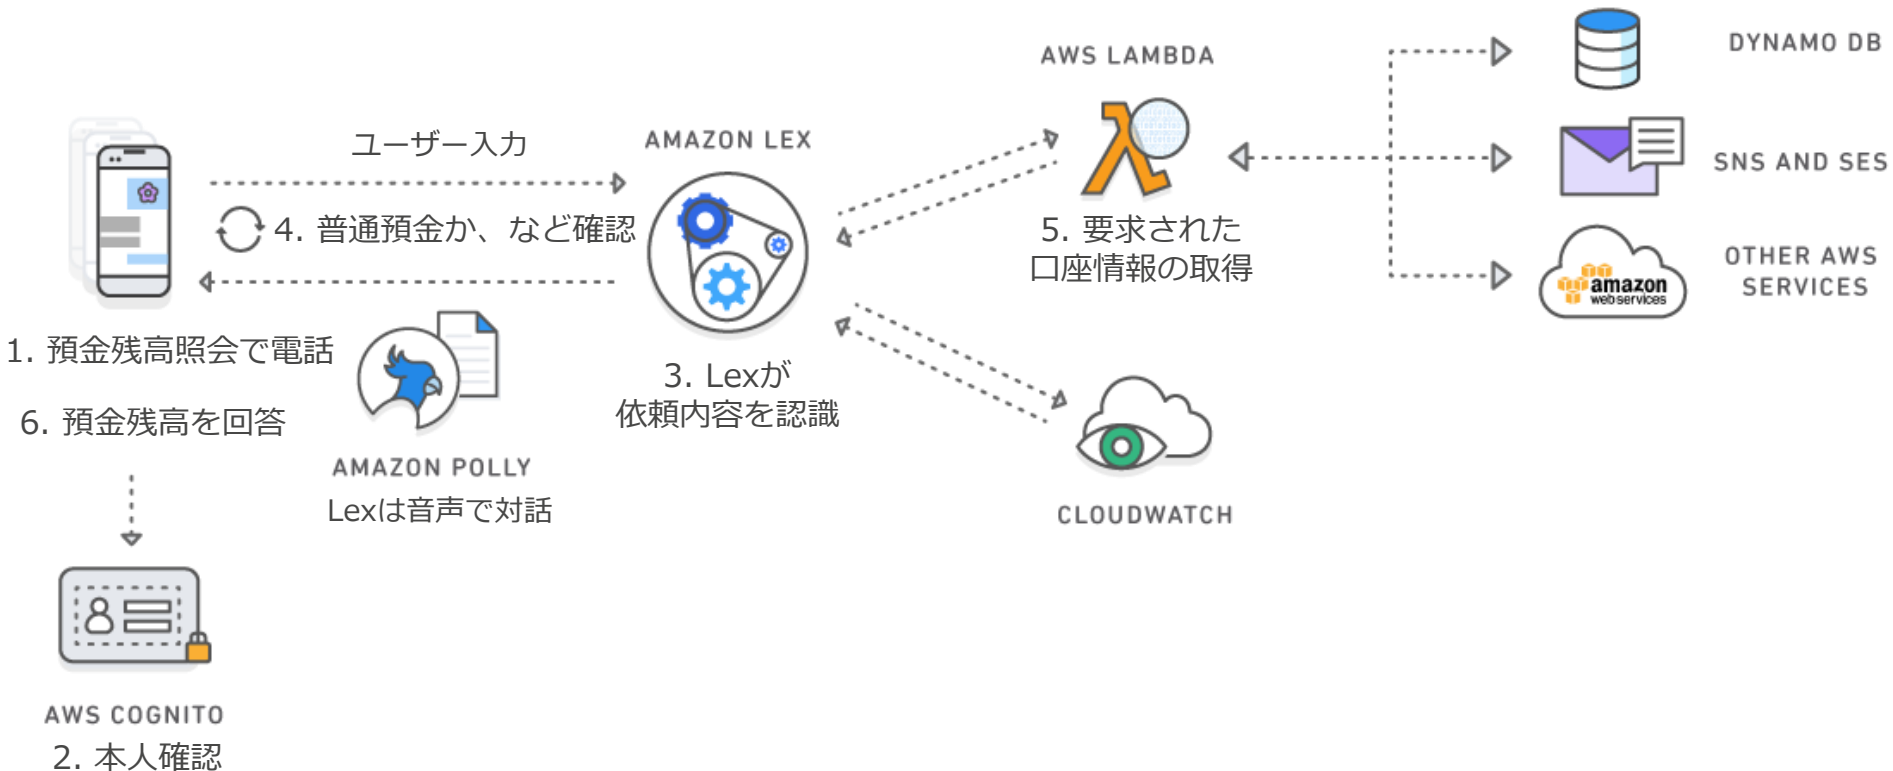 AWS LAMBDA
DYNAMO DB
ユーザー入力
AMAZON LEX
SNS AND SES
4. 普通預金か、など確認
5. 要求された
口座情報の取得
OTHER AWS
SERVICES
amazon
webservices
1. 預金残高照会で電話
3. Lexが
依頼内容を認識
6. 預金残高を回答
AMAZON POLLY
Lexは音声で対話
CLOUDWATCH
AWS COGNITO
2. 本人確認